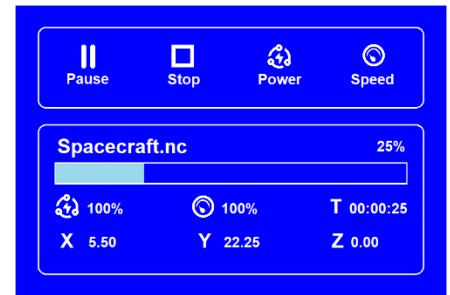 Pause Stop Power Speed
Spacecraft.nc 25%
100% 100% T 00:00:25
X 5.50 Y 22.25 Z 0.00